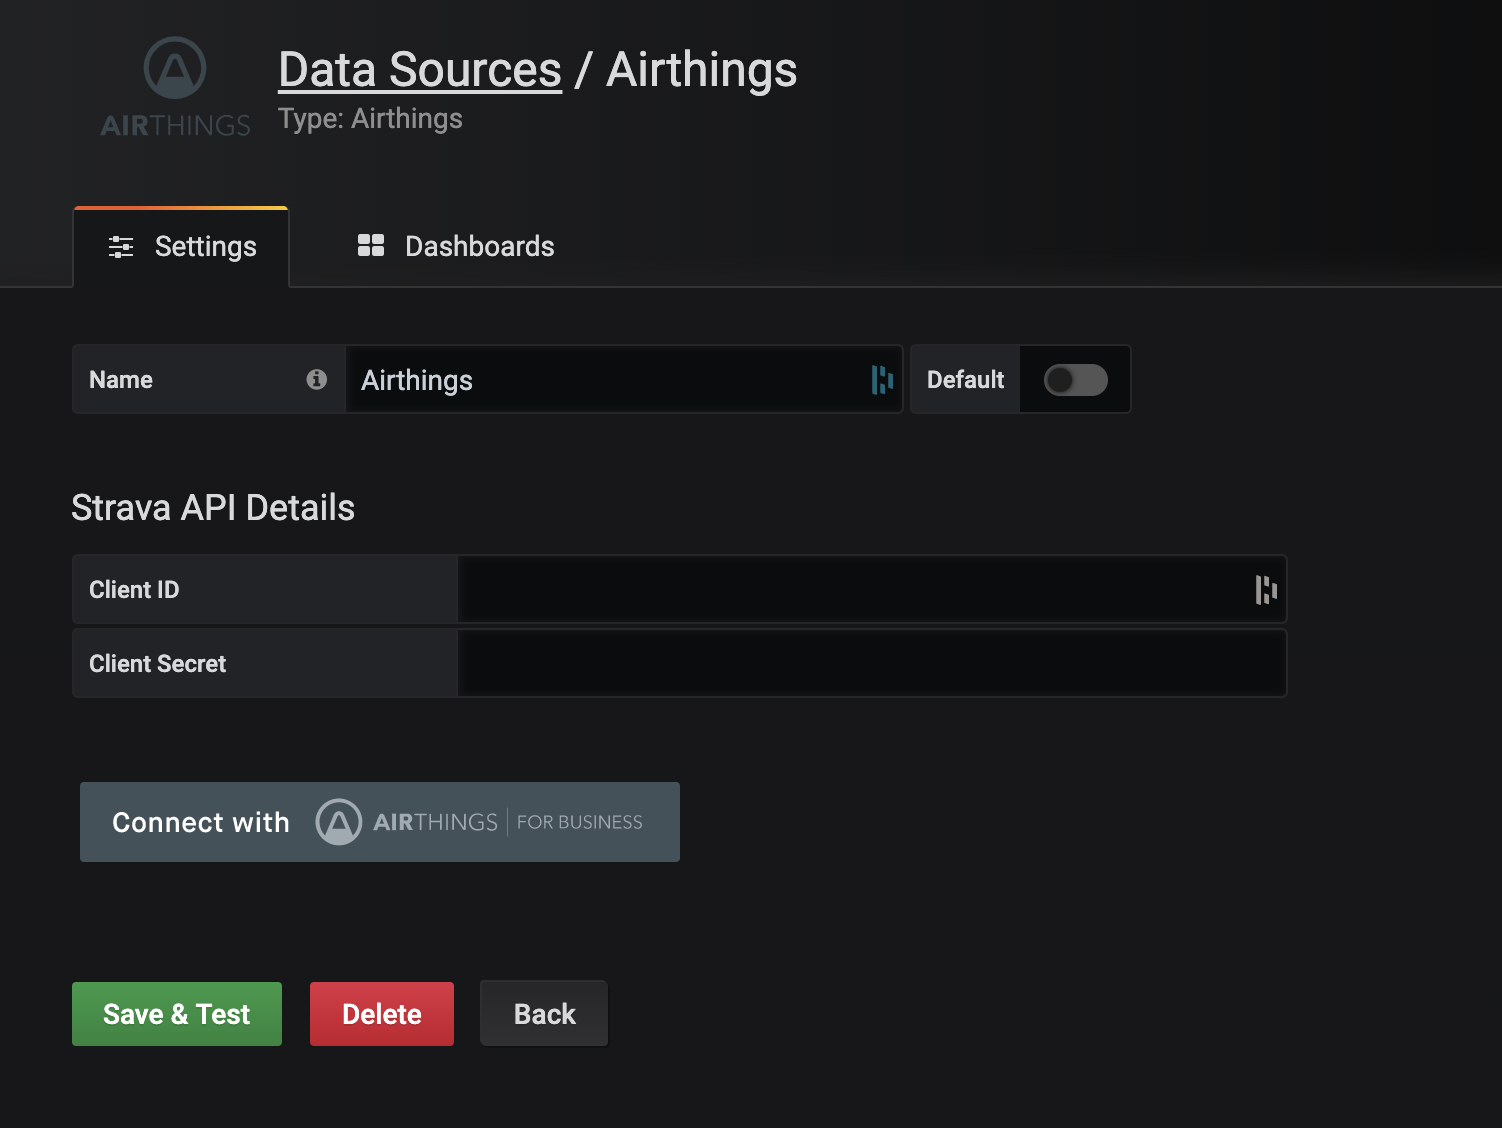 Data Sources / Airthings
AIRTHINGS
Type: Airthings
Settings
Dashboards
Name
Airthings
Default
Strava API Details
Client ID
Client Secret
Connect with AIRTHINGS FOR BUSINESS
Save & Test
Delete
Back